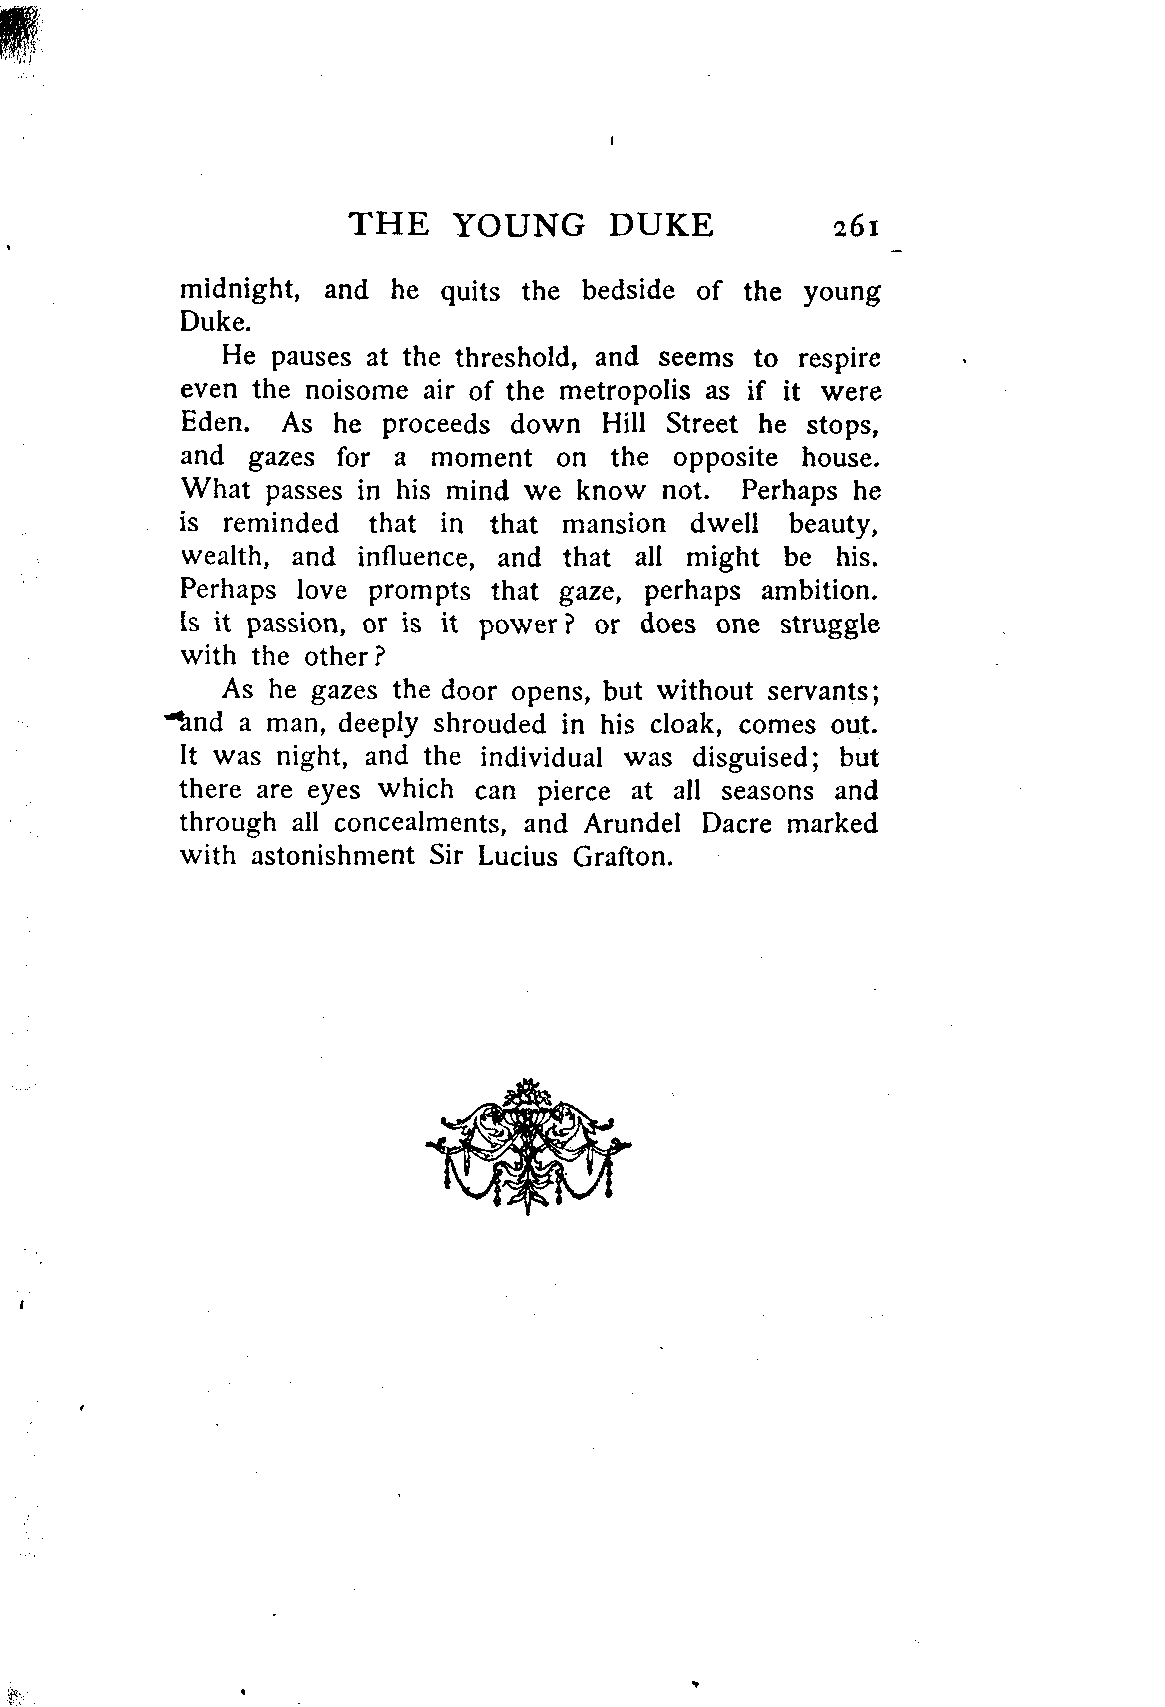 THE YOUNG DUKE 261
midnight, and he quits the bedside of the young
Duke.
He pauses at the threshold, and seems to respire
even the noisome air of the metropolis as if it were
Eden. As he proceeds down Hill Street he stops,
and gazes for a moment on the opposite house.
What passes in his mind we know not. Perhaps he
is reminded that in that mansion dwell beauty,
wealth, and influence, and that all might be his.
Perhaps love prompts that gaze, perhaps ambition.
Is it passion, or is it power? or does one struggle
with the other?
As he gazes the door opens, but without servants;
and a man, deeply shrouded in his cloak, comes out.
It was night, and the individual was disguised; but
there are eyes which can pierce at all seasons and
through all concealments, and Arundel Dacre marked
with astonishment Sir Lucius Grafton.